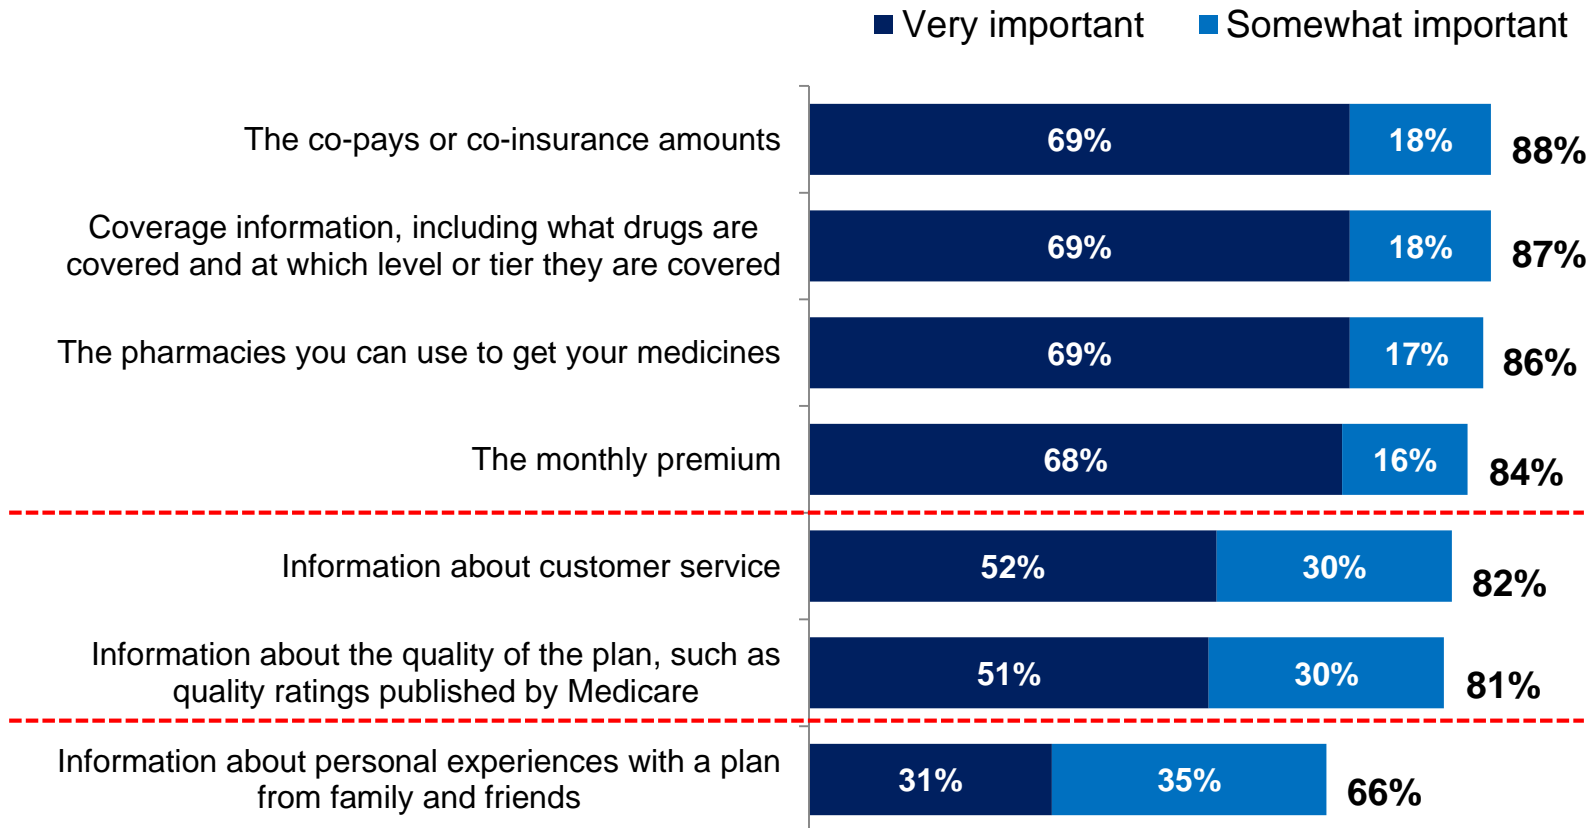 Very important Somewhat important
The co-pays or co-insurance amounts 69% 18% 88%
Coverage information, including what drugs are
covered and at which level or tier they are covered 69% 18% 87%
The pharmacies you can use to get your medicines 69% 17% 86%
The monthly premium 68% 16% 84%
Information about customer service 52% 30% 82%
Information about the quality of the plan, such as
quality ratings published by Medicare 51% 30% 81%
Information about personal experiences with a plan
from family and friends 31% 35% 66%